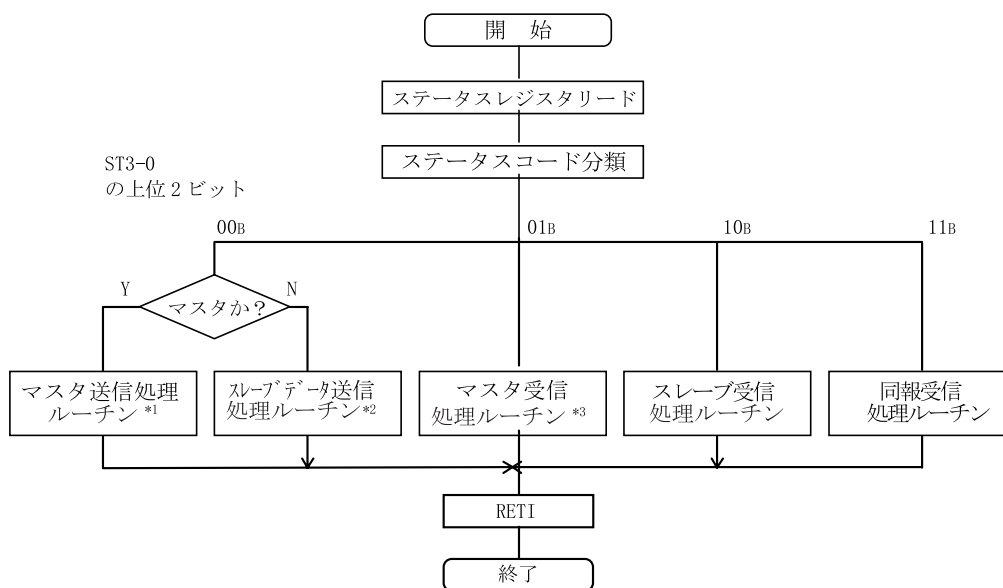 開　始
ステータスレジスタリード
ステータスコード分類
ST3-0
の上位２ビット
00B
01B
10B
11B
Y
マスタか？
N
マスタ送信処理
ルーチン *1
ｽﾚｰﾌﾞﾃﾞｰﾀ送信
処理ルーチン *2
マスタ受信
処理ルーチン *3
スレーブ受信
処理ルーチン
同報受信
処理ルーチン
RETI
終了